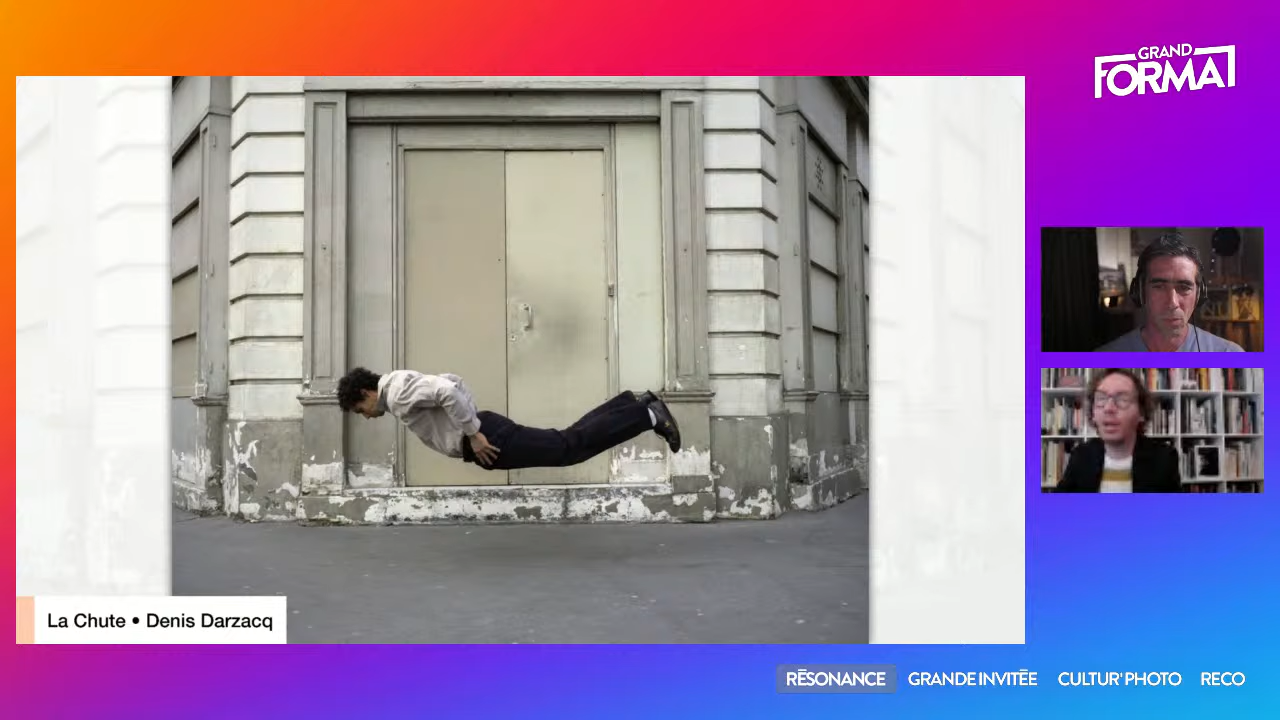 GRAND
FORMAT
La Chute • Denis Darzacq
RÉSONANCE GRANDE INVITÉE CULTUR'PHOTO RECO